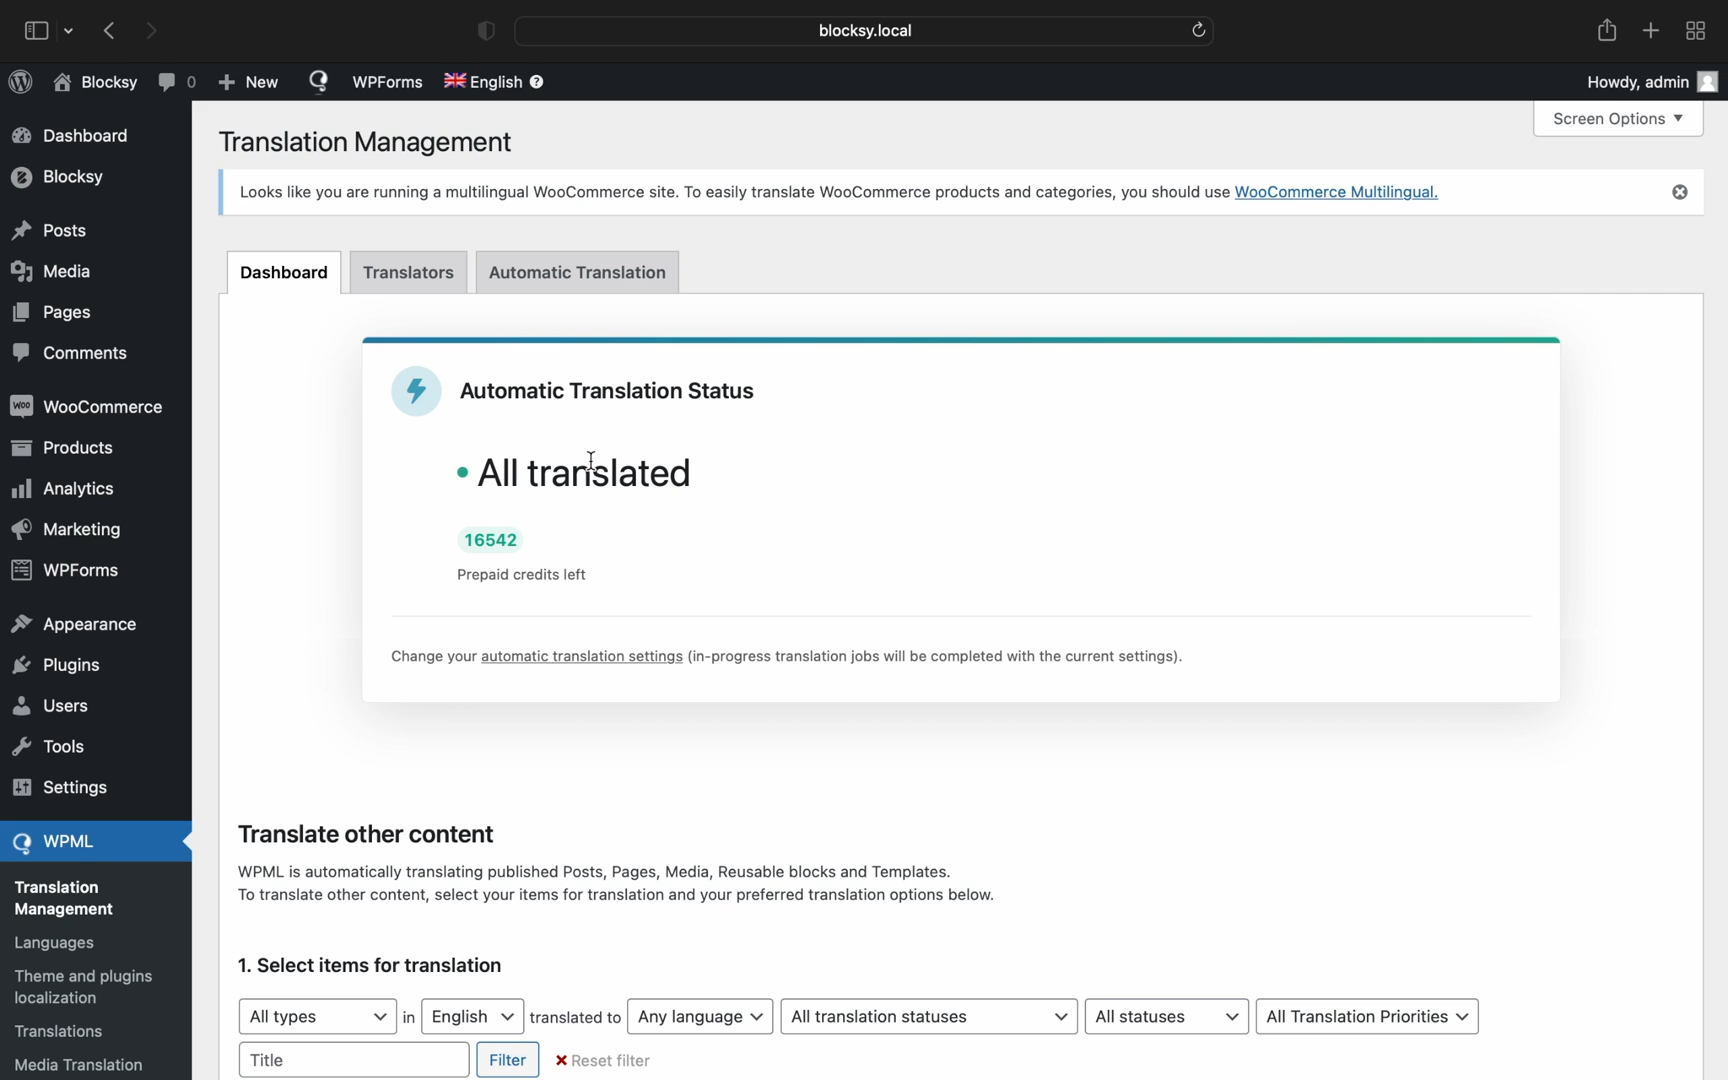 blocksy.local
Blocksy 0 New WPForms English Howdy, admin
Screen Options
Dashboard
Blocksy
Posts
Media
Pages
Comments
WooCommerce
Products
Analytics
Marketing
WPForms
Appearance
Plugins
Users
Tools
Settings
WPML
Translation
Management
Languages
Theme and plugins
localization
Translations
Media Translation
Translation Management
Looks like you are running a multilingual WooCommerce site. To easily translate WooCommerce products and categories, you should use WooCommerce Multilingual.
Dashboard Translators Automatic Translation
Automatic Translation Status
• All translated
16542
Prepaid credits left
Change your automatic translation settings (in-progress translation jobs will be completed with the current settings).
Translate other content
WPML is automatically translating published Posts, Pages, Media, Reusable blocks and Templates.
To translate other content, select your items for translation and your preferred translation options below.
1. Select items for translation
All types in English translated to Any language All translation statuses All statuses All Translation Priorities
Title Filter Reset filter